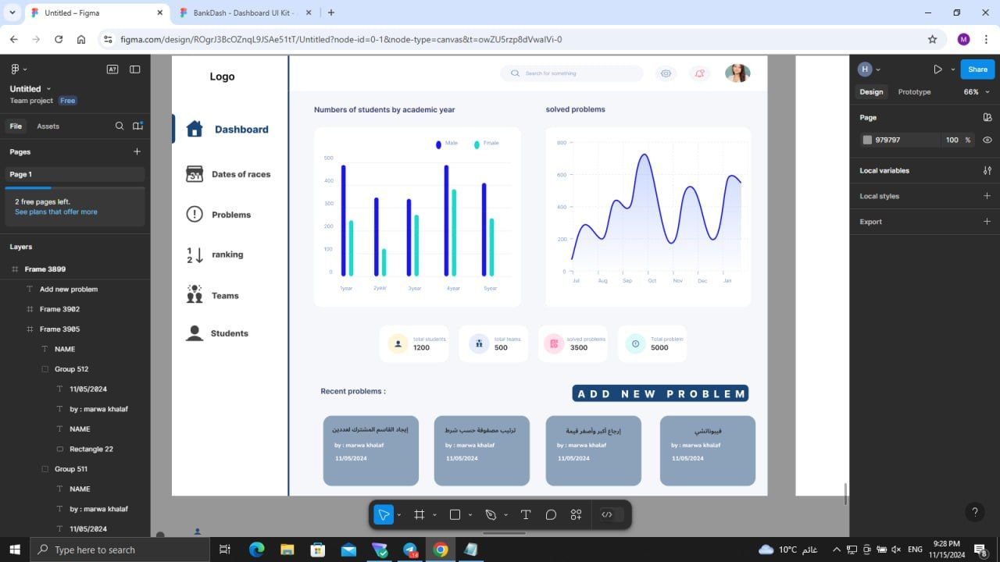 Untitled – Figma
BankDash - Dashboard UI Kit -
figma.com/design/ROgrJ3BcOZnqL9JSAe51tT/Untitled?node-id=0-1&node-type=canvas&t=owZU5rzp8dVwaIVi-0
M
A?
Untitled
Team project Free
File Assets
Pages
Page 1
2 free pages left.
See plans that offer more
Layers
Frame 3899
Add new problem
Frame 3902
Frame 3905
NAME
Group 512
11/05/2024
by : marwa khalaf
NAME
Rectangle 22
Group 511
NAME
by : marwa khalaf
11/05/2024
Logo
Dashboard
31 Dates of races
Problems
1 2 ranking
Teams
Students
Search for something
Numbers of students by academic year
Male Fmale
500
400
300
200
100
0
1year 2year 3year 4year 5year
solved problems
800
600
400
200
0
Jul Aug Sep Oct Nov Dec Jan
total students
1200
total teams
500
solved problems
3500
Total problem
5000
Recent problems :
ADD NEW PROBLEM
إيجاد القاسم المشترك لعددين
by : marwa khalaf
11/05/2024
ترتيب مصفوفة حسب شرط
by : marwa khalaf
11/05/2024
إرجاع أكبر وأصغر قيمة
by : marwa khalaf
11/05/2024
فيبوناتشي
by : marwa khalaf
11/05/2024
H
Share
Design Prototype 66%
Page
979797 100 %
Local variables
Local styles
Export
?
Type here to search
10°C غائم
ENG
9:28 PM
11/15/2024